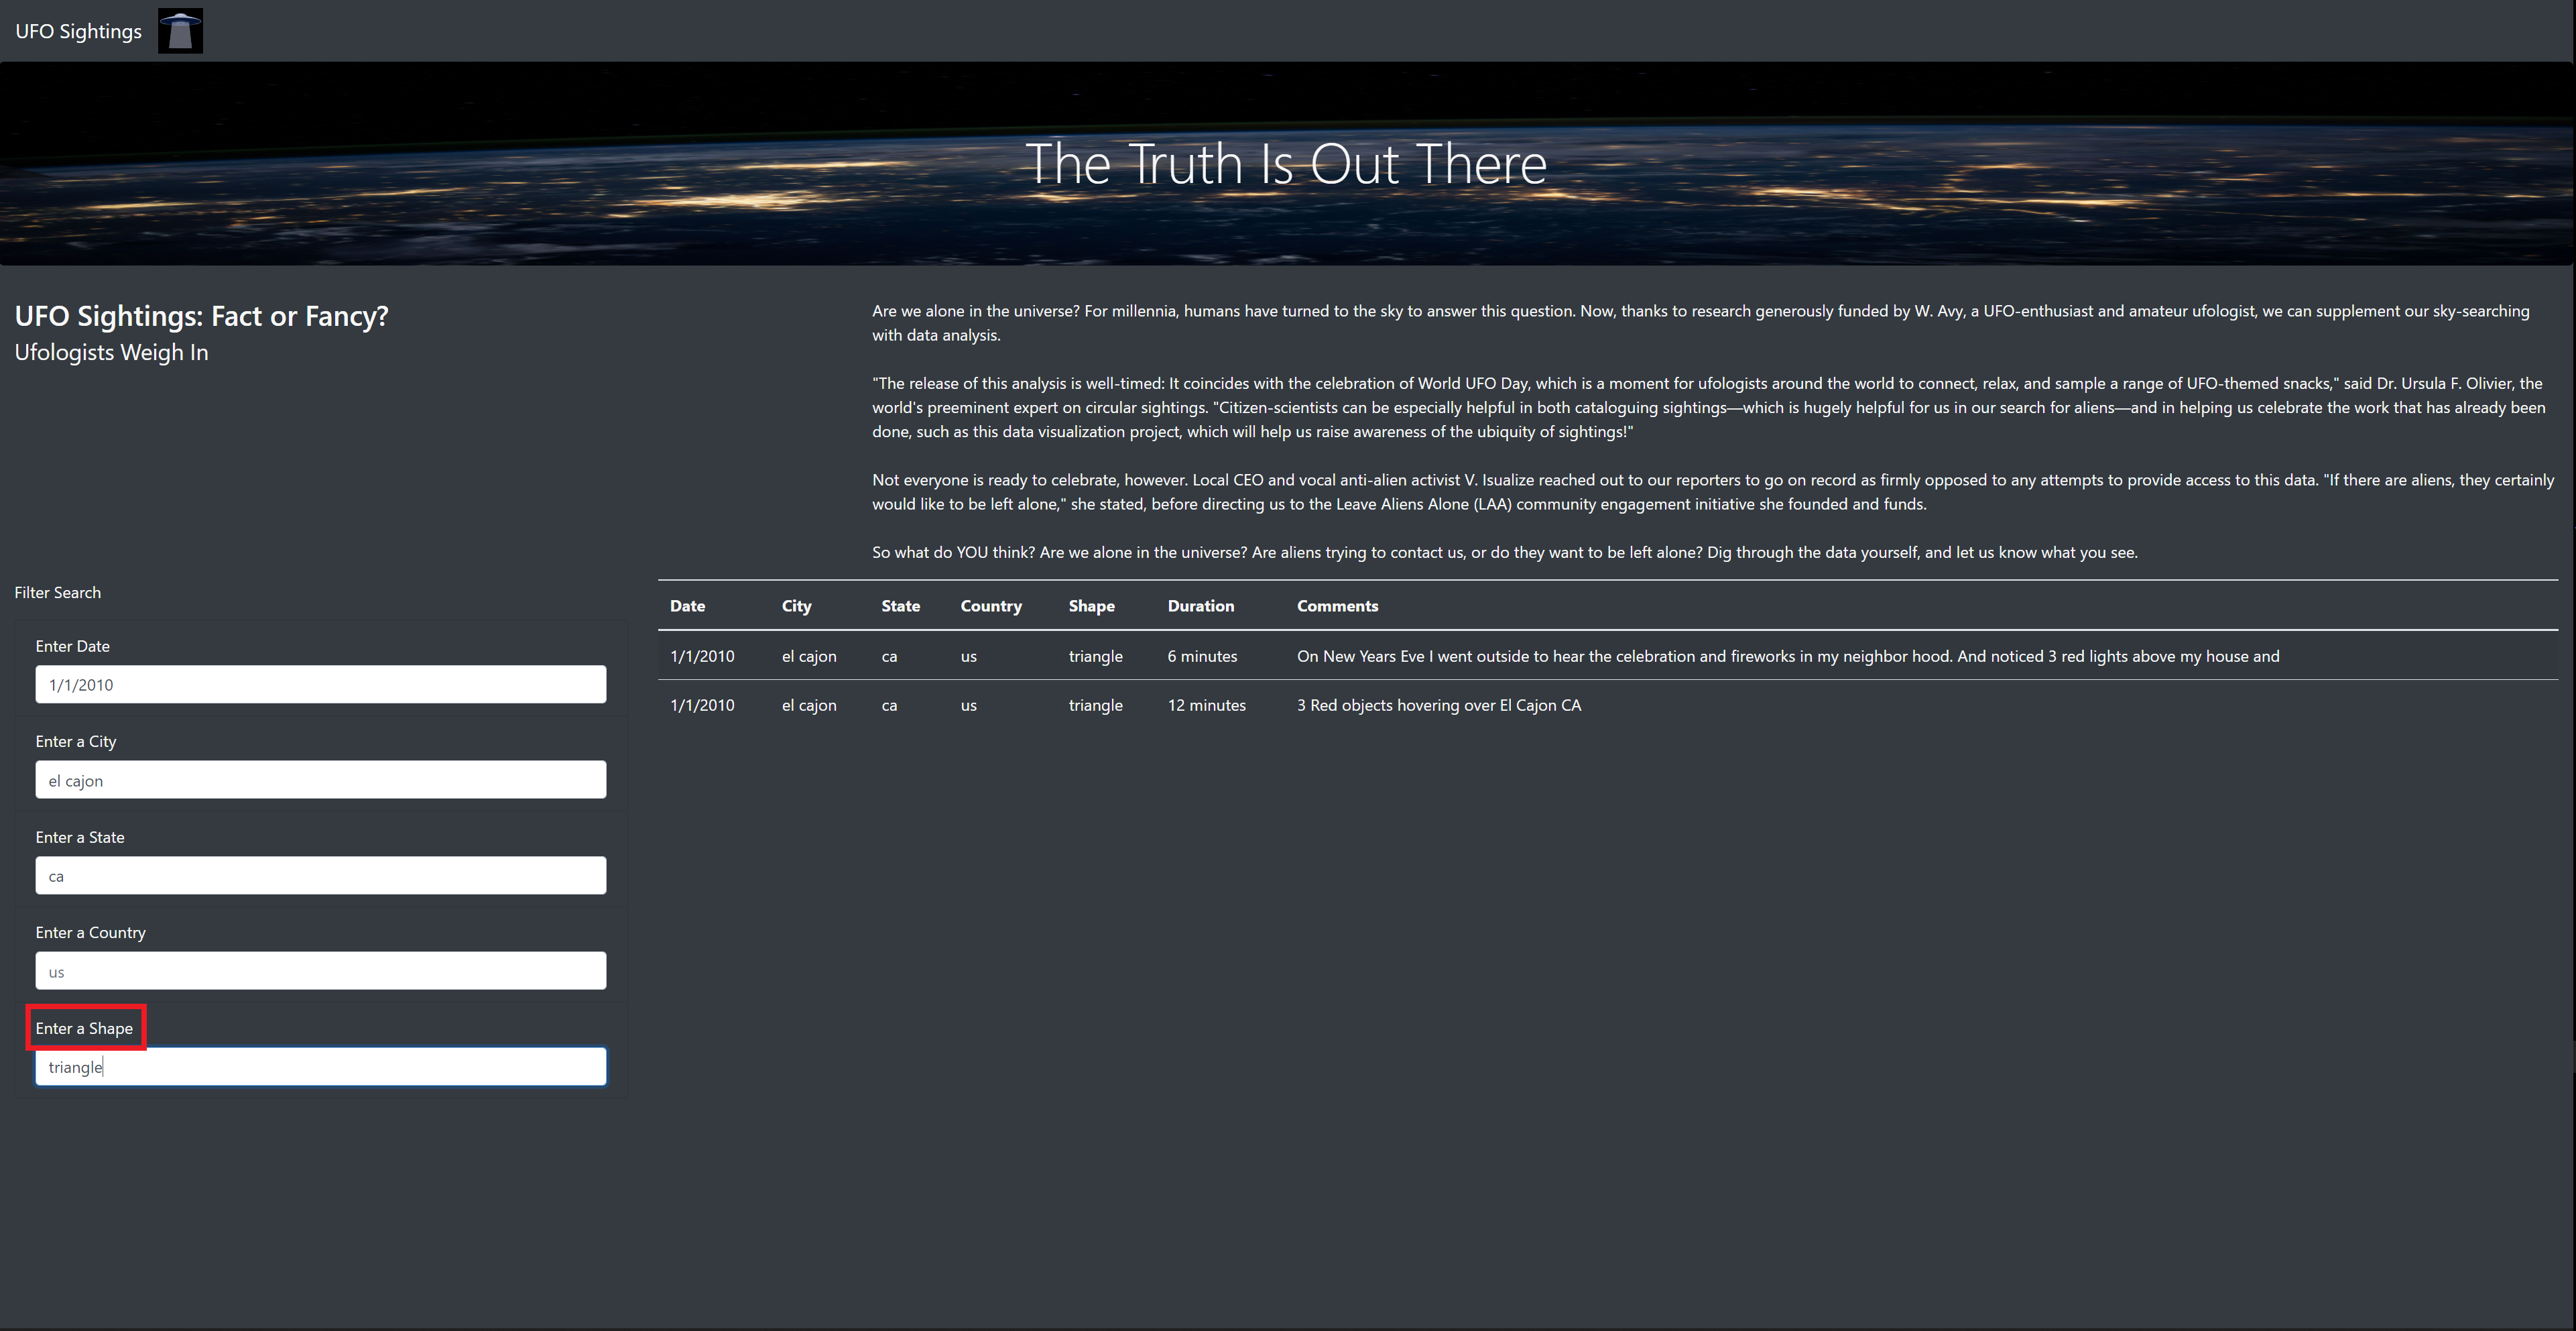 UFO Sightings
The Truth Is Out There
UFO Sightings: Fact or Fancy?
Ufologists Weigh In
Are we alone in the universe? For millennia, humans have turned to the sky to answer this question. Now, thanks to research generously funded by W. Avy, a UFO-enthusiast and amateur ufologist, we can supplement our sky-searching
with data analysis.
"The release of this analysis is well-timed: It coincides with the celebration of World UFO Day, which is a moment for ufologists around the world to connect, relax, and sample a range of UFO-themed snacks," said Dr. Ursula F. Olivier, the
world's preeminent expert on circular sightings. "Citizen-scientists can be especially helpful in both cataloguing sightings—which is hugely helpful for us in our search for aliens—and in helping us celebrate the work that has already been
done, such as this data visualization project, which will help us raise awareness of the ubiquity of sightings!"
Not everyone is ready to celebrate, however. Local CEO and vocal anti-alien activist V. Isualize reached out to our reporters to go on record as firmly opposed to any attempts to provide access to this data. "If there are aliens, they certainly
would like to be left alone," she stated, before directing us to the Leave Aliens Alone (LAA) community engagement initiative she founded and funds.
So what do YOU think? Are we alone in the universe? Are aliens trying to contact us, or do they want to be left alone? Dig through the data yourself, and let us know what you see.
Filter Search
Enter Date
1/1/2010
Enter a City
el cajon
Enter a State
ca
Enter a Country
us
Enter a Shape
triangle
Date City State Country Shape Duration Comments
1/1/2010 el cajon ca us triangle 6 minutes On New Years Eve I went outside to hear the celebration and fireworks in my neighbor hood. And noticed 3 red lights above my house and
1/1/2010 el cajon ca us triangle 12 minutes 3 Red objects hovering over El Cajon CA